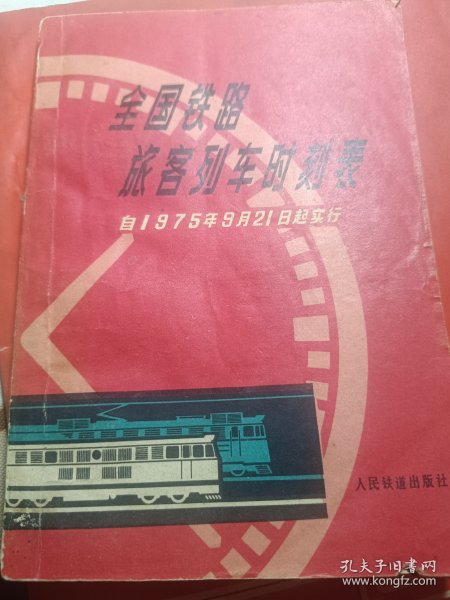 全国铁路
旅客列车时刻表
自1975年9月21日起实行
人民铁道出版社
孔夫子旧书网
www.kongfz.com